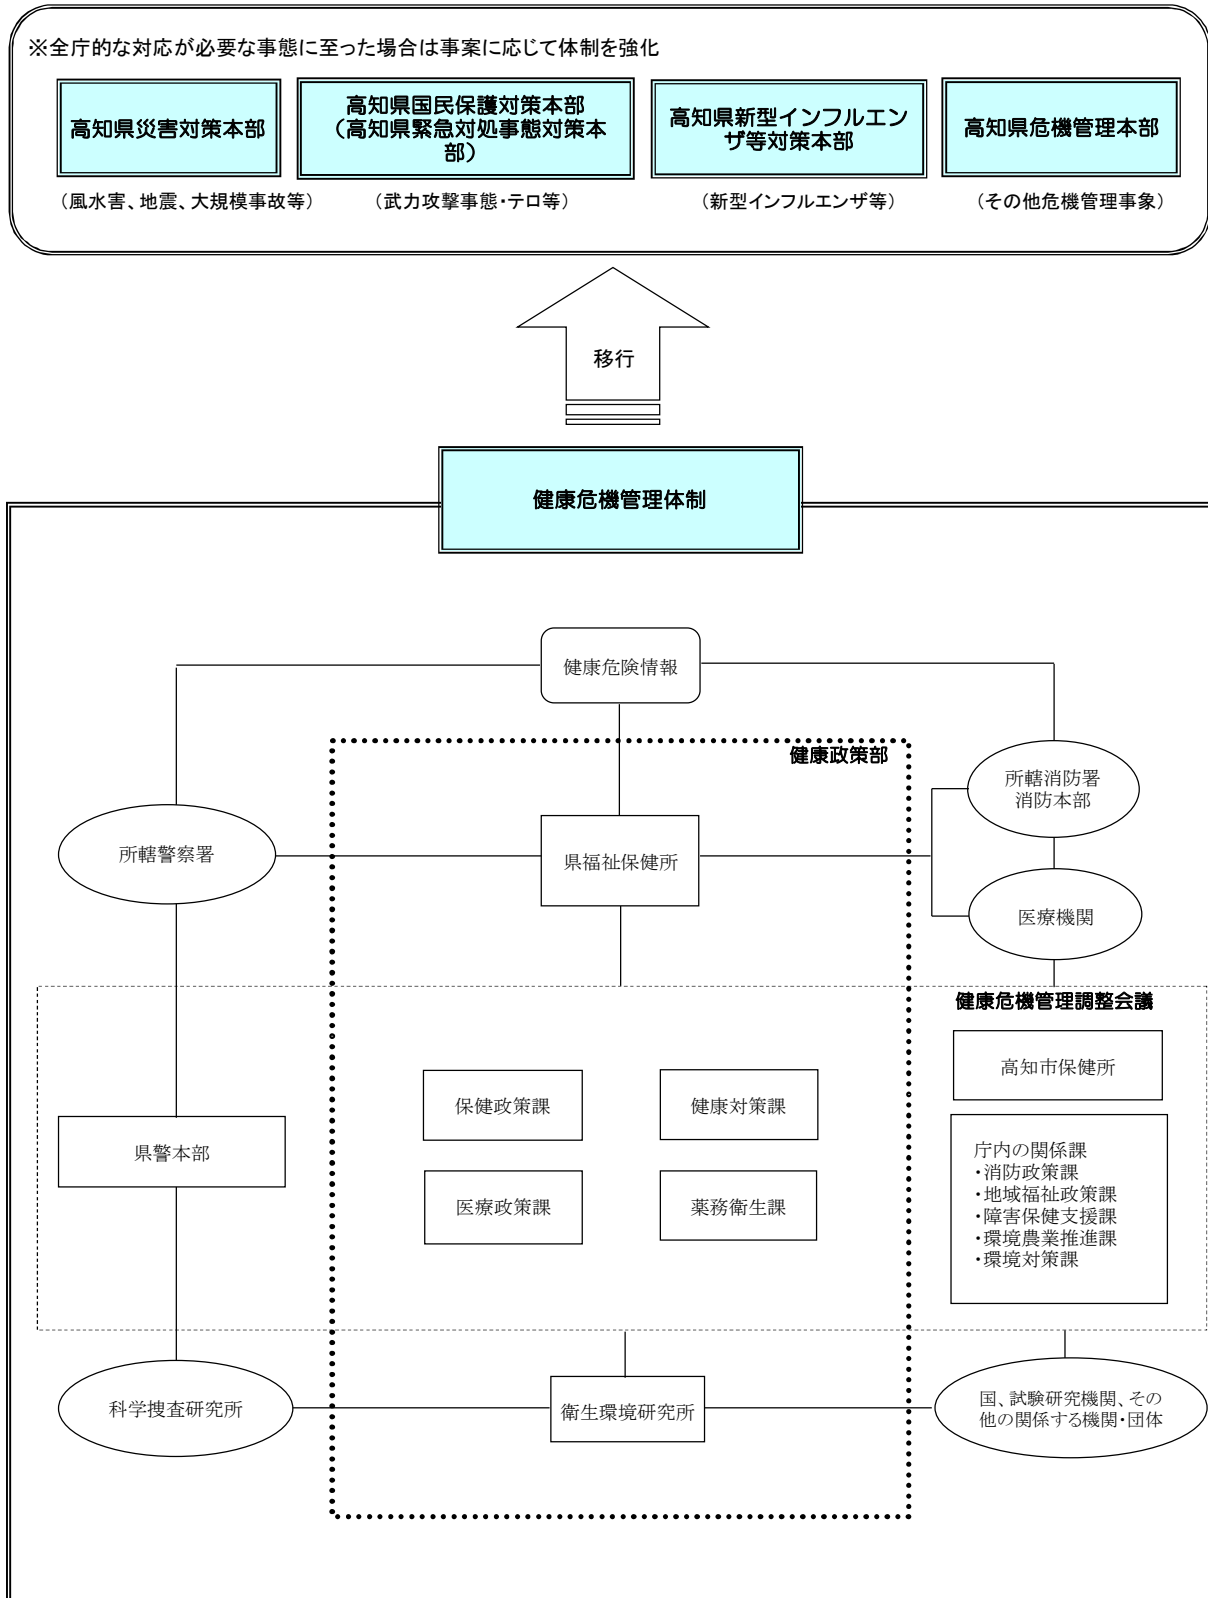 ※全庁的な対応が必要な事態に至った場合は事案に応じて体制を強化
高知県災害対策本部
高知県国民保護対策本部
（高知県緊急対処事態対策本
部）
高知県新型インフルエン
ザ等対策本部
高知県危機管理本部
（風水害、地震、大規模事故等）
（武力攻撃事態・テロ等）
（新型インフルエンザ等）
（その他危機管理事象）
移行
健康危機管理体制
健康危険情報
健康政策部
所轄消防署
消防本部
所轄警察署
県福祉保健所
医療機関
健康危機管理調整会議
高知市保健所
保健政策課
健康対策課
県警本部
医療政策課
薬務衛生課
庁内の関係課
・消防政策課
・地域福祉政策課
・障害保健支援課
・環境農業推進課
・環境対策課
科学捜査研究所
衛生環境研究所
国、試験研究機関、その
他の関係する機関・団体